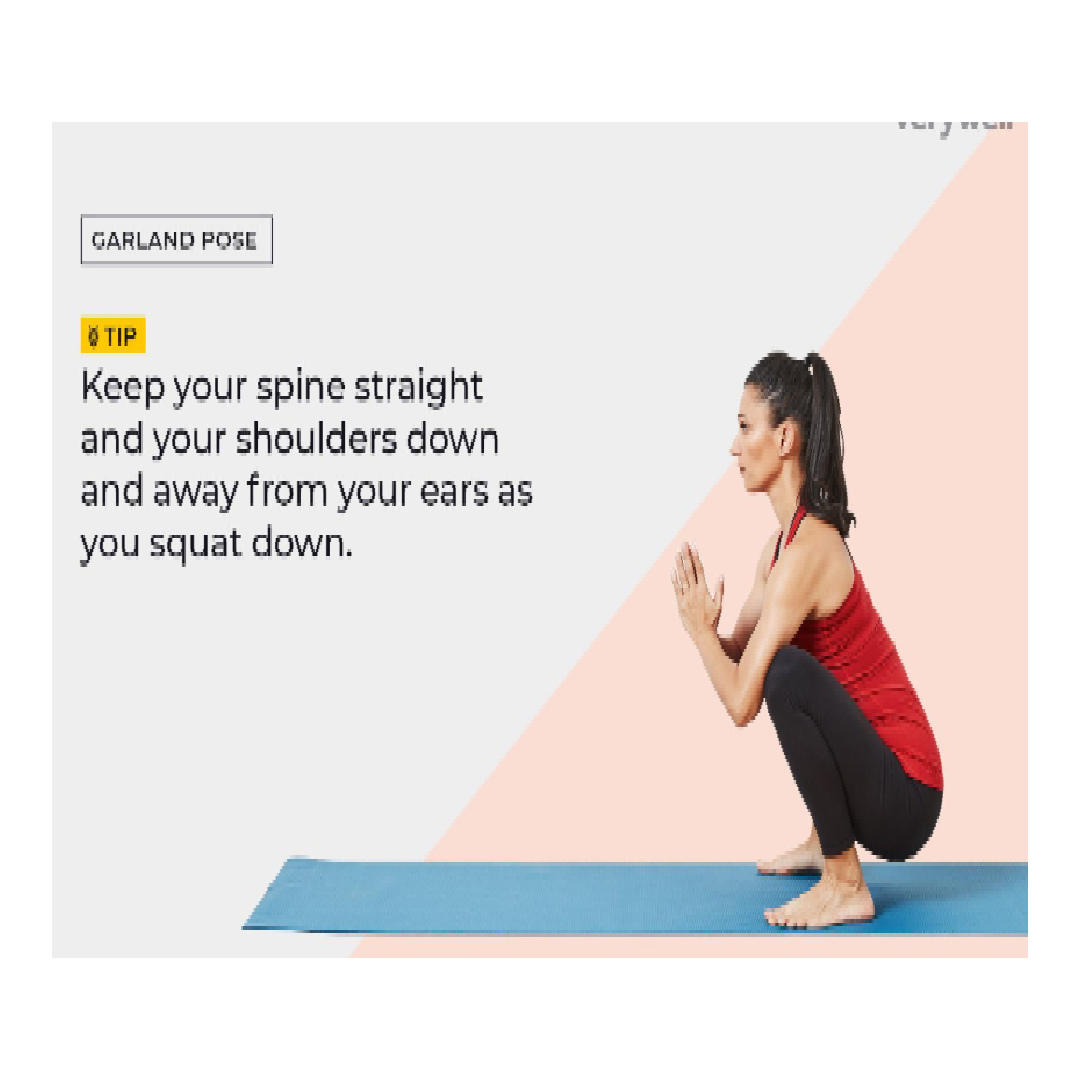 verywell
GARLAND POSE
TIP
Keep your spine straight
and your shoulders down
and away from your ears as
you squat down.